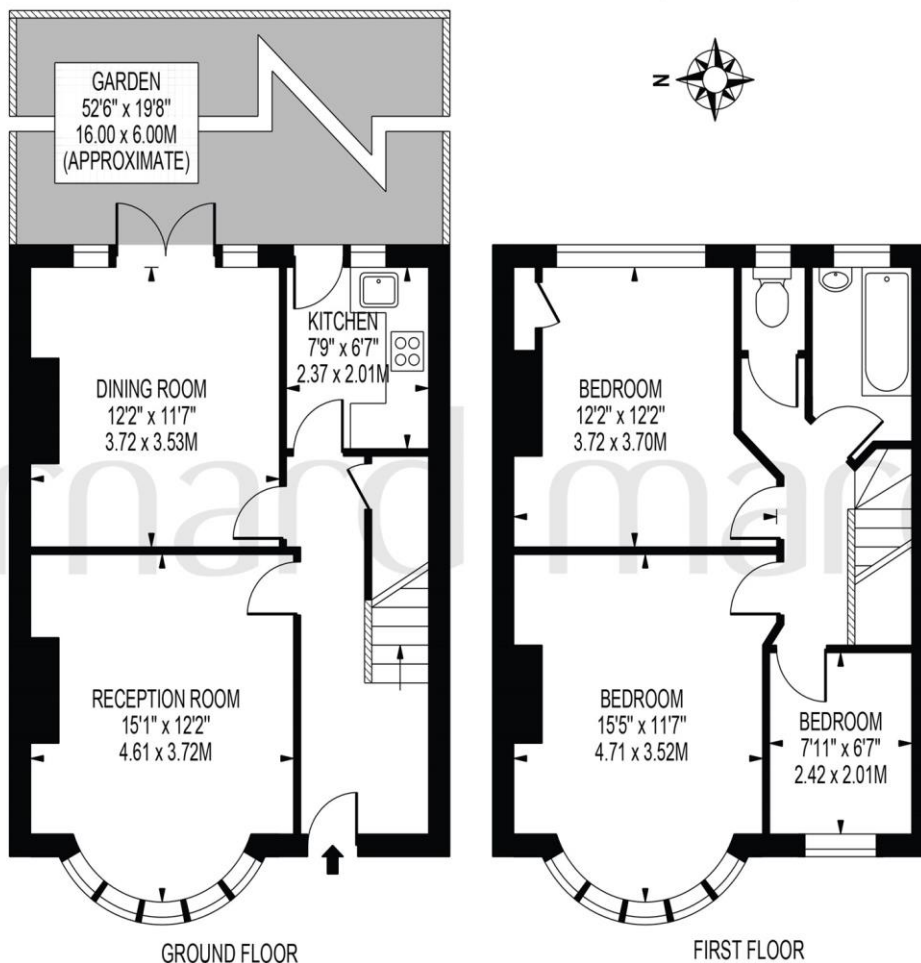 GARDEN
52'6" x 19'8"
16.00 x 6.00M
(APPROXIMATE)
N
KITCHEN
7'9" x 6'7"
2.37 x 2.01M
DINING ROOM
12'2" x 11'7"
3.72 x 3.53M
BEDROOM
12'2" x 12'2"
3.72 x 3.70M
RECEPTION ROOM
15'1" x 12'2"
4.61 x 3.72M
BEDROOM
15'5" x 11'7"
4.71 x 3.52M
BEDROOM
7'11" x 6'7"
2.42 x 2.01M
GROUND FLOOR
FIRST FLOOR